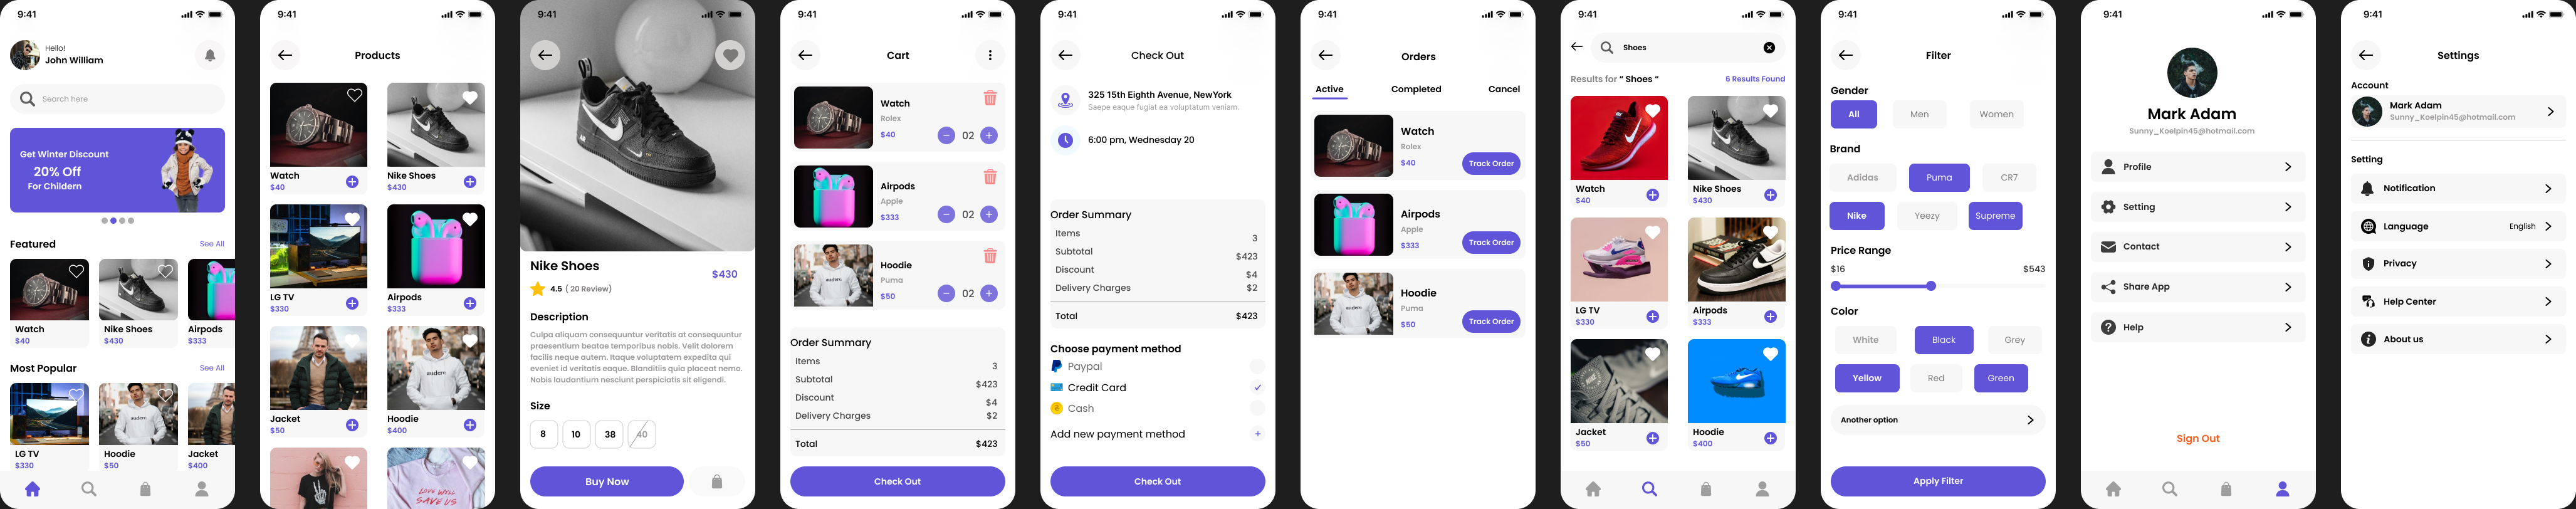 9:41
Hello!
John William
Search here
Get Winter Discount
20% Off
For Childern
Featured
See All
Watch
$40
Nike Shoes
$430
Airpods
$333
Most Popular
See All
LG TV
$330
Hoodie
$50
Jacket
$400
9:41
Products
Watch
$40
Nike Shoes
$430
LG TV
$330
Airpods
$333
Jacket
$50
Hoodie
$400
LOVE WILL
SAVE US
9:41
Nike Shoes
$430
4.5 ( 20 Review)
Description
Culpa aliquam consequuntur veritatis at consequuntur
praesentium beatae temporibus nobis. Velit dolorem
facilis neque autem. Itaque voluptatem expedita qui
eveniet id veritatis eaque. Blanditiis quia placeat nemo.
Nobis laudantium nesciunt perspiciatis sit eligendi.
Size
8
10
38
40
Buy Now
9:41
Cart
Watch
Rolex
$40
02
Airpods
Apple
$333
02
Hoodie
Puma
$50
02
Order Summary
Items
3
Subtotal
$423
Discount
$4
Delivery Charges
$2
Total
$423
Check Out
9:41
Check Out
325 15th Eighth Avenue, NewYork
Saepe eaque fugiat ea voluptatum veniam.
6:00 pm, Wednesday 20
Order Summary
Items
3
Subtotal
$423
Discount
$4
Delivery Charges
$2
Total
$423
Choose payment method
Paypal
Credit Card
Cash
Add new payment method
Check Out
9:41
Orders
Active
Completed
Cancel
Watch
Rolex
$40
Track Order
Airpods
Apple
$333
Track Order
Hoodie
Puma
$50
Track Order
9:41
Shoes
Results for “ Shoes “
6 Results Found
Watch
$40
Nike Shoes
$430
LG TV
$330
Airpods
$333
Jacket
$50
Hoodie
$400
9:41
Filter
Gender
All
Men
Women
Brand
Adidas
Puma
CR7
Nike
Yeezy
Supreme
Price Range
$16
$543
Color
White
Black
Grey
Yellow
Red
Green
Another option
Apply Filter
9:41
Mark Adam
Sunny_Koelpin45@hotmail.com
Profile
Setting
Contact
Share App
Help
Sign Out
9:41
Settings
Account
Mark Adam
Sunny_Koelpin45@hotmail.com
Setting
Notification
Language
English
Privacy
Help Center
About us